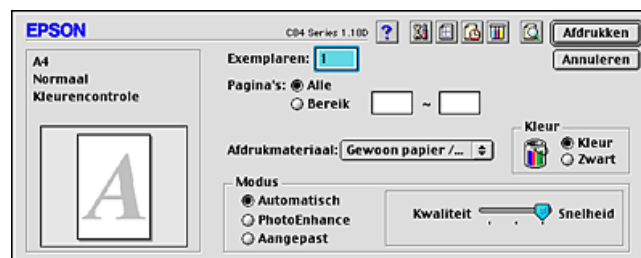 EPSON
C84 Series 1.10D ?
Afdrukken
Annuleren
A4
Normaal
Kleurencontrole
A
Exemplaren: 1
Pagina's: Alle
Bereik ~
Afdrukmateriaal: Gewoon papier /...
Kleur
Kleur
Zwart
Modus
Automatisch
PhotoEnhance
Aangepast
Kwaliteit Snelheid